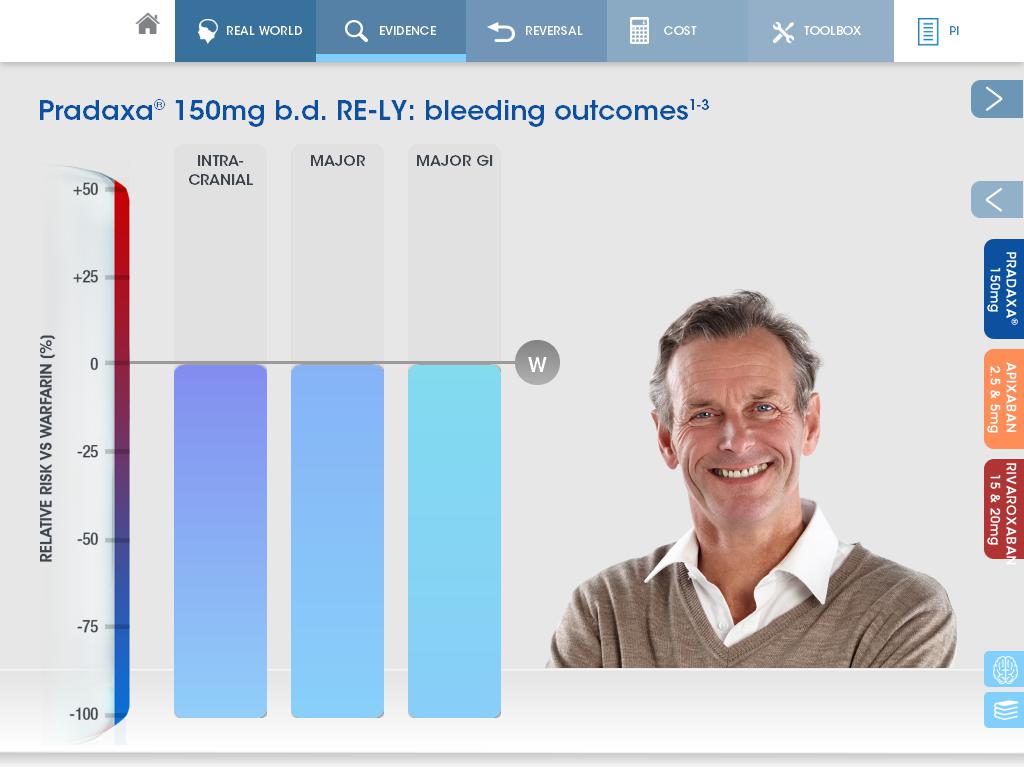 REAL WORLD
EVIDENCE
REVERSAL
COST
TOOLBOX
PI
Pradaxa® 150mg b.d. RE-LY: bleeding outcomes1-3
INTRA-
CRANIAL
MAJOR
MAJOR GI
+50
+25
0
-25
-50
-75
-100
RELATIVE RISK VS WARFARIN (%)
W
PRADAXA®
150mg
APIXABAN
2.5 & 5mg
RIVAROXABAN
15 & 20mg